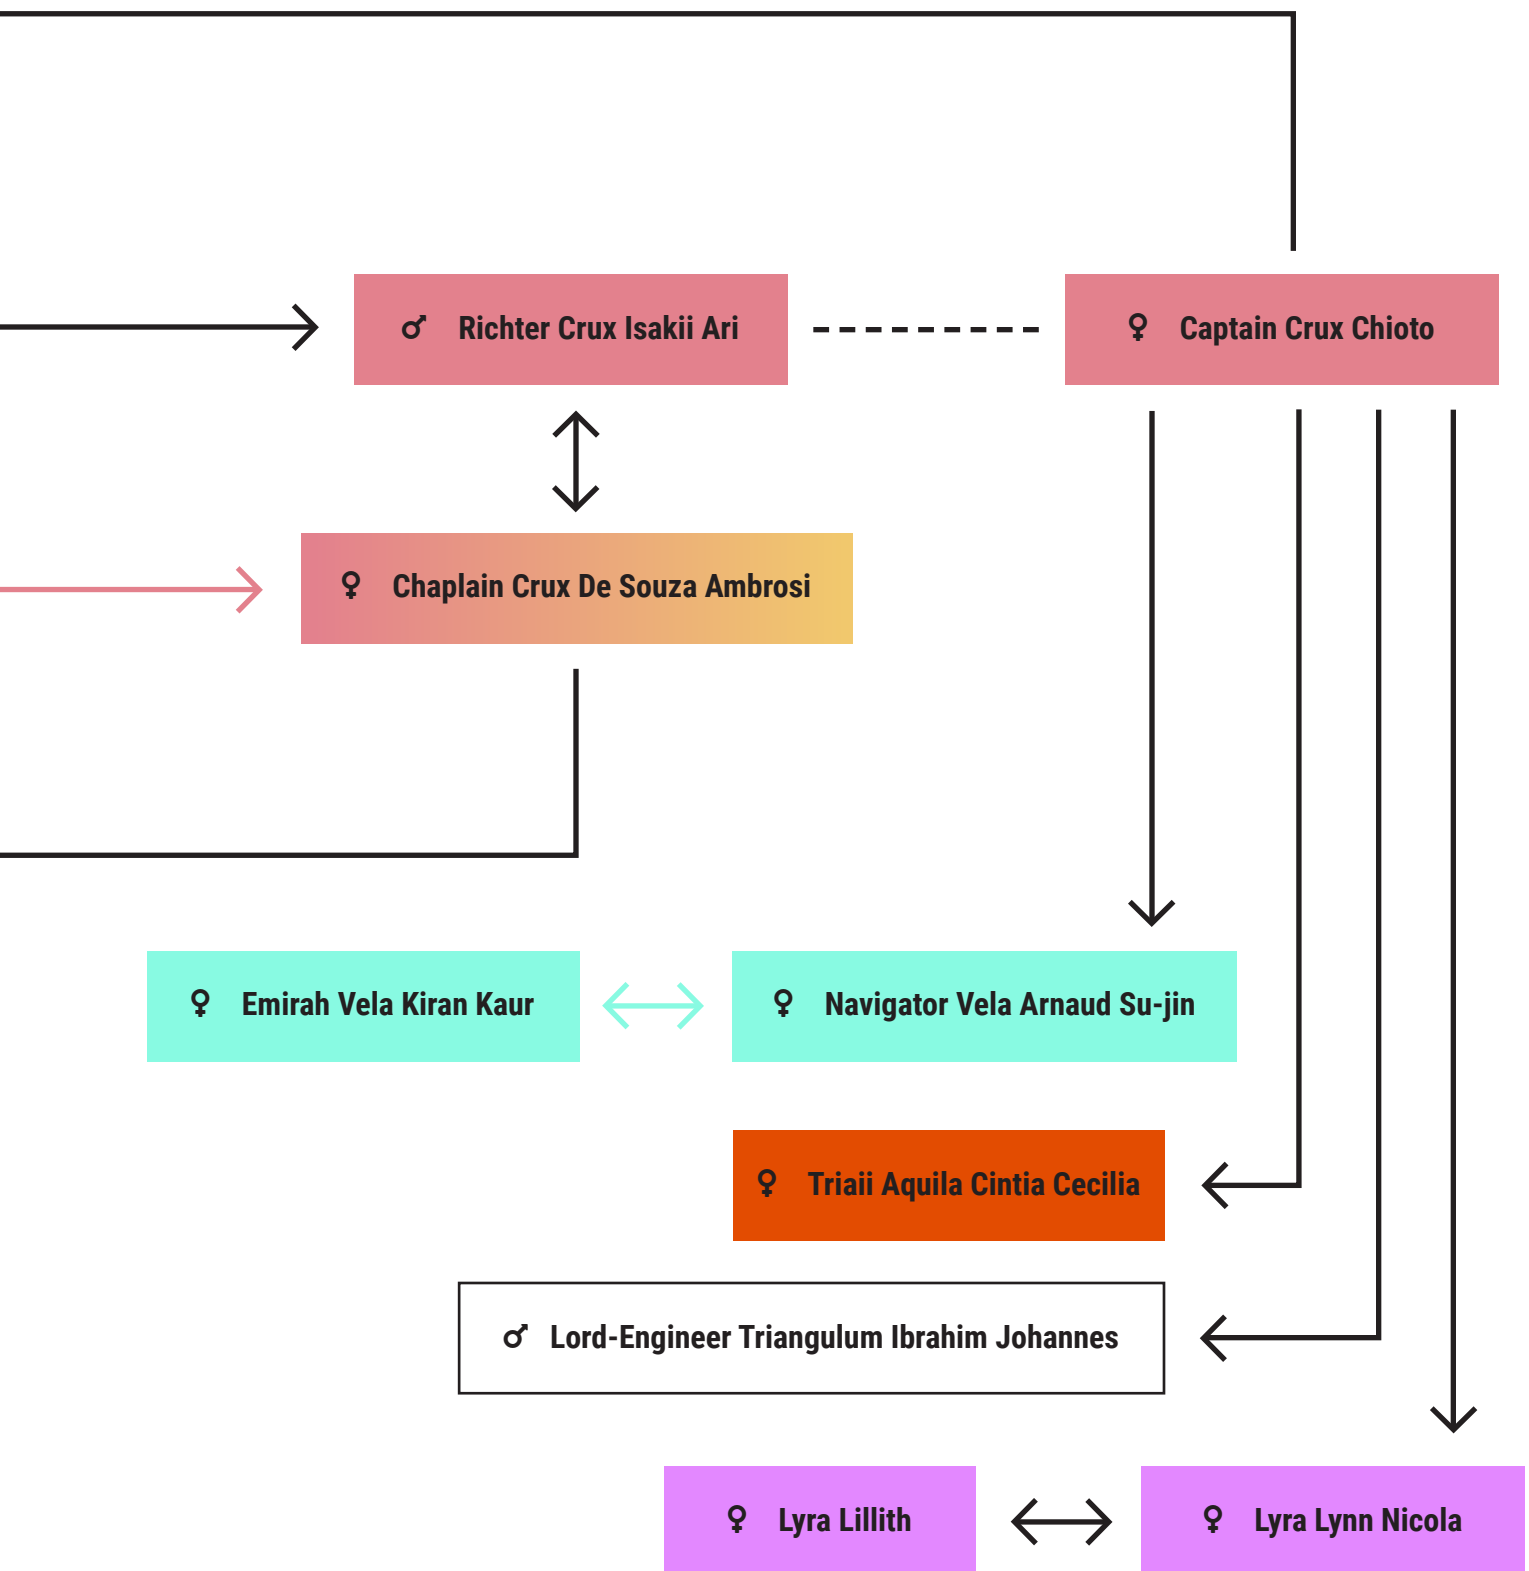 ♂ Richter Crux Isakii Ari
♀ Captain Crux Chioto
♀ Chaplain Crux De Souza Ambrosi
♀ Emirah Vela Kiran Kaur
♀ Navigator Vela Arnaud Su-jin
♀ Triaii Aquila Cintia Cecilia
♂ Lord-Engineer Triangulum Ibrahim Johannes
♀ Lyra Lillith
♀ Lyra Lynn Nicola